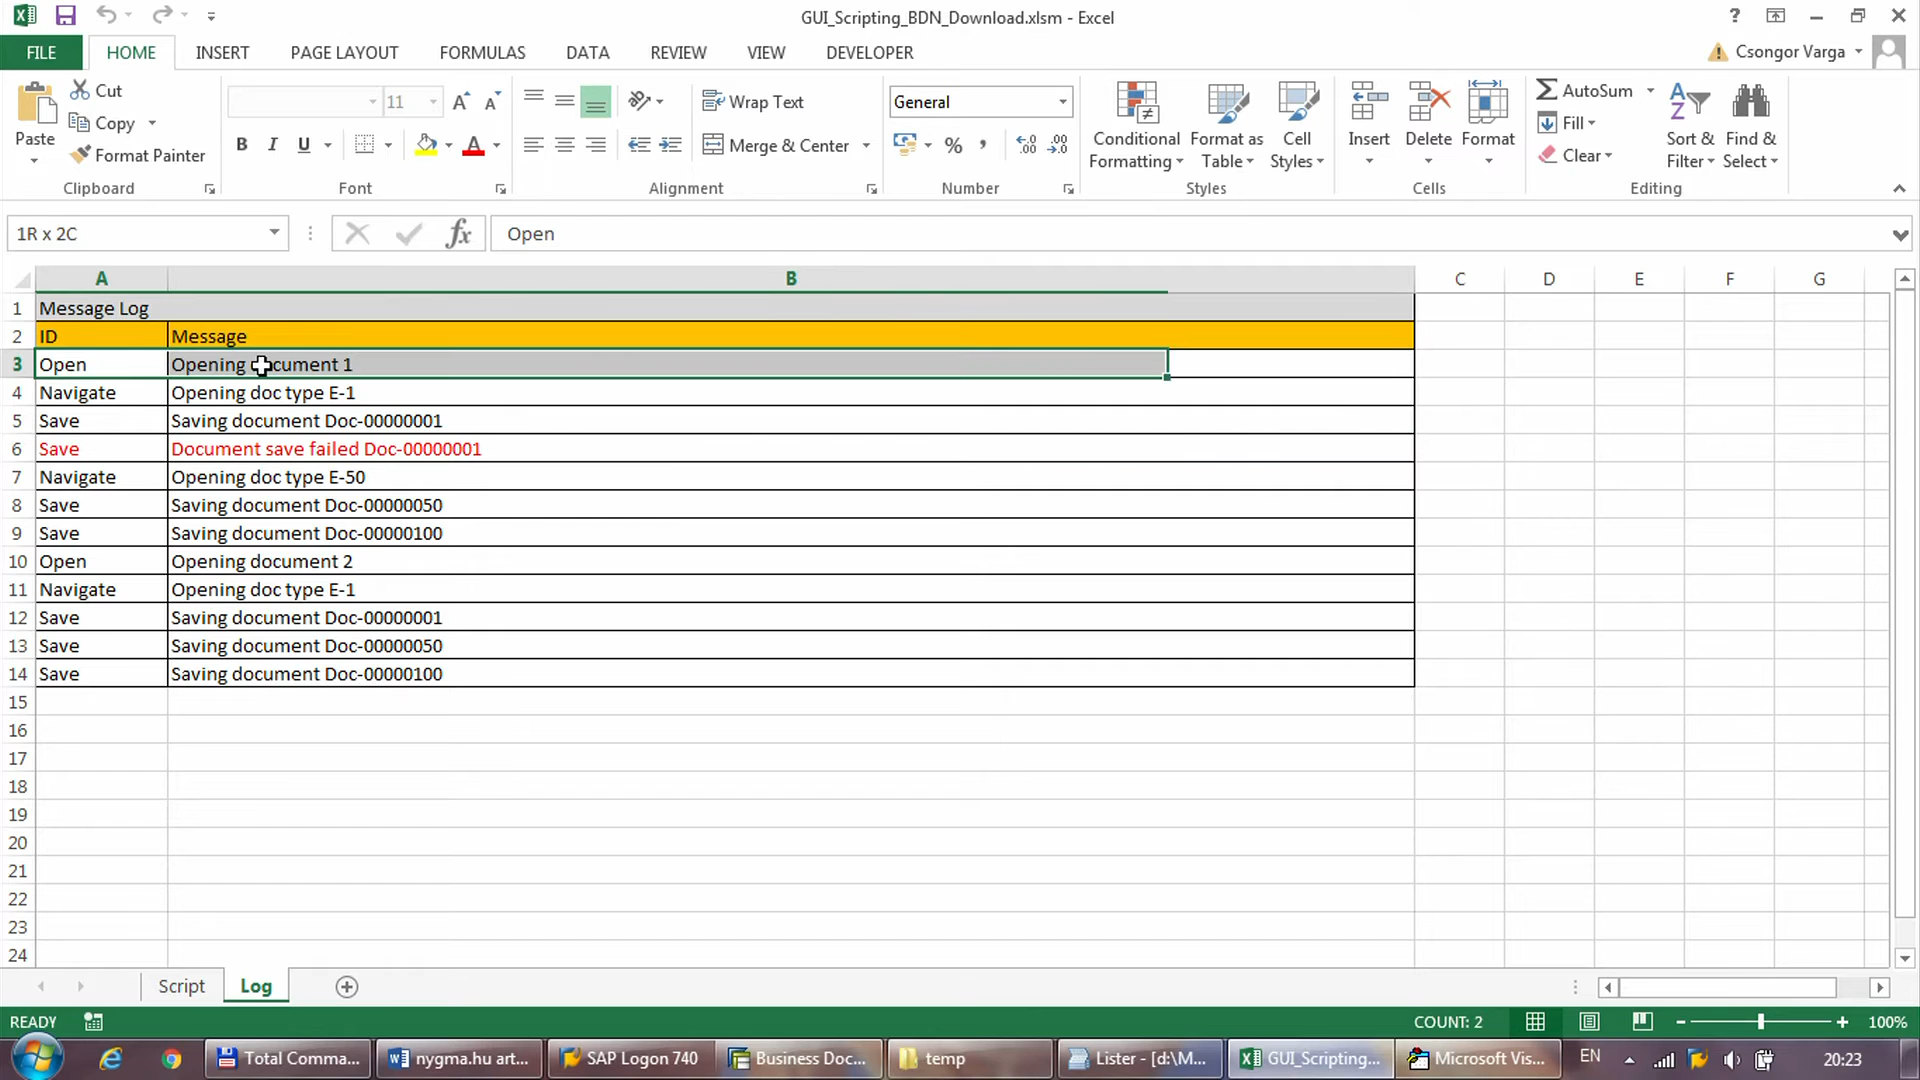 GUI_Scripting_BDN_Download.xlsm - Excel
?
FILE HOME INSERT PAGE LAYOUT FORMULAS DATA REVIEW VIEW DEVELOPER Csongor Varga
Cut
Copy
Format Painter
Paste
Clipboard
11
B I U
Font
Wrap Text
Merge & Center
Alignment
General
%
Number
Conditional Formatting
Format as Table
Cell Styles
Styles
Insert
Delete
Format
Cells
AutoSum
Fill
Clear
Sort & Filter
Find & Select
Editing
1R x 2C fx Open
A B C D E F G
1 Message Log
2 ID Message
3 Open Opening document 1
4 Navigate Opening doc type E-1
5 Save Saving document Doc-00000001
6 Save Document save failed Doc-00000001
7 Navigate Opening doc type E-50
8 Save Saving document Doc-00000050
9 Save Saving document Doc-00000100
10 Open Opening document 2
11 Navigate Opening doc type E-1
12 Save Saving document Doc-00000001
13 Save Saving document Doc-00000050
14 Save Saving document Doc-00000100
15
16
17
18
19
20
21
22
23
24
Script Log
READY COUNT: 2 100%
Total Comma... nygma.hu art... SAP Logon 740 Business Doc... temp Lister - [d:\M... GUI_Scripting... Microsoft Vis... EN 20:23